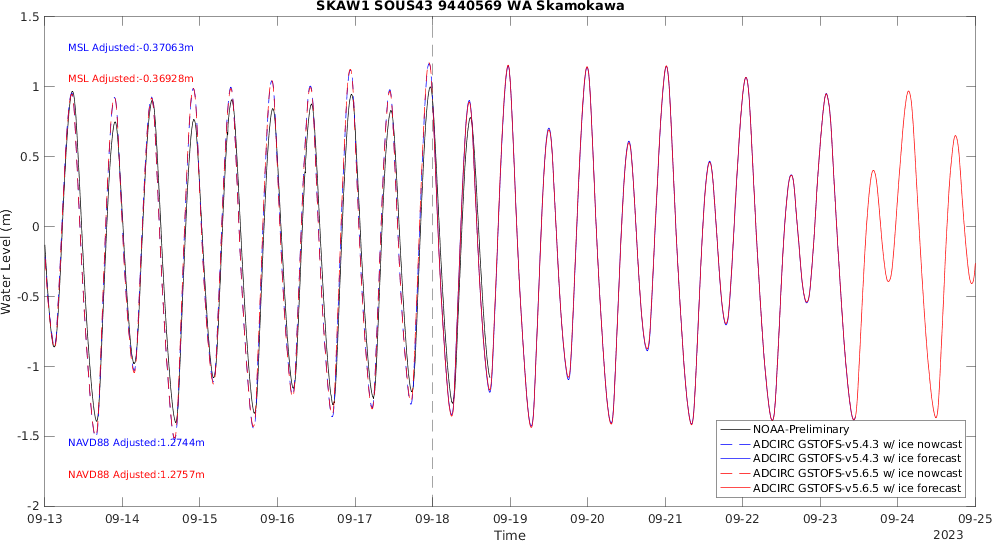 SKAW1 SOUS43 9440569 WA Skamokawa
1.5
1
0.5
0
-0.5
-1
-1.5
-2
Water Level (m)
MSL Adjusted:-0.37063m
MSL Adjusted:-0.36928m
NAVD88 Adjusted:1.2744m
NAVD88 Adjusted:1.2757m
NOAA-Preliminary
ADCIRC GSTOFS-v5.4.3 w/ ice nowcast
ADCIRC GSTOFS-v5.4.3 w/ ice forecast
ADCIRC GSTOFS-v5.6.5 w/ ice nowcast
ADCIRC GSTOFS-v5.6.5 w/ ice forecast
09-13 09-14 09-15 09-16 09-17 09-18 09-19 09-20 09-21 09-22 09-23 09-24 09-25
Time
2023